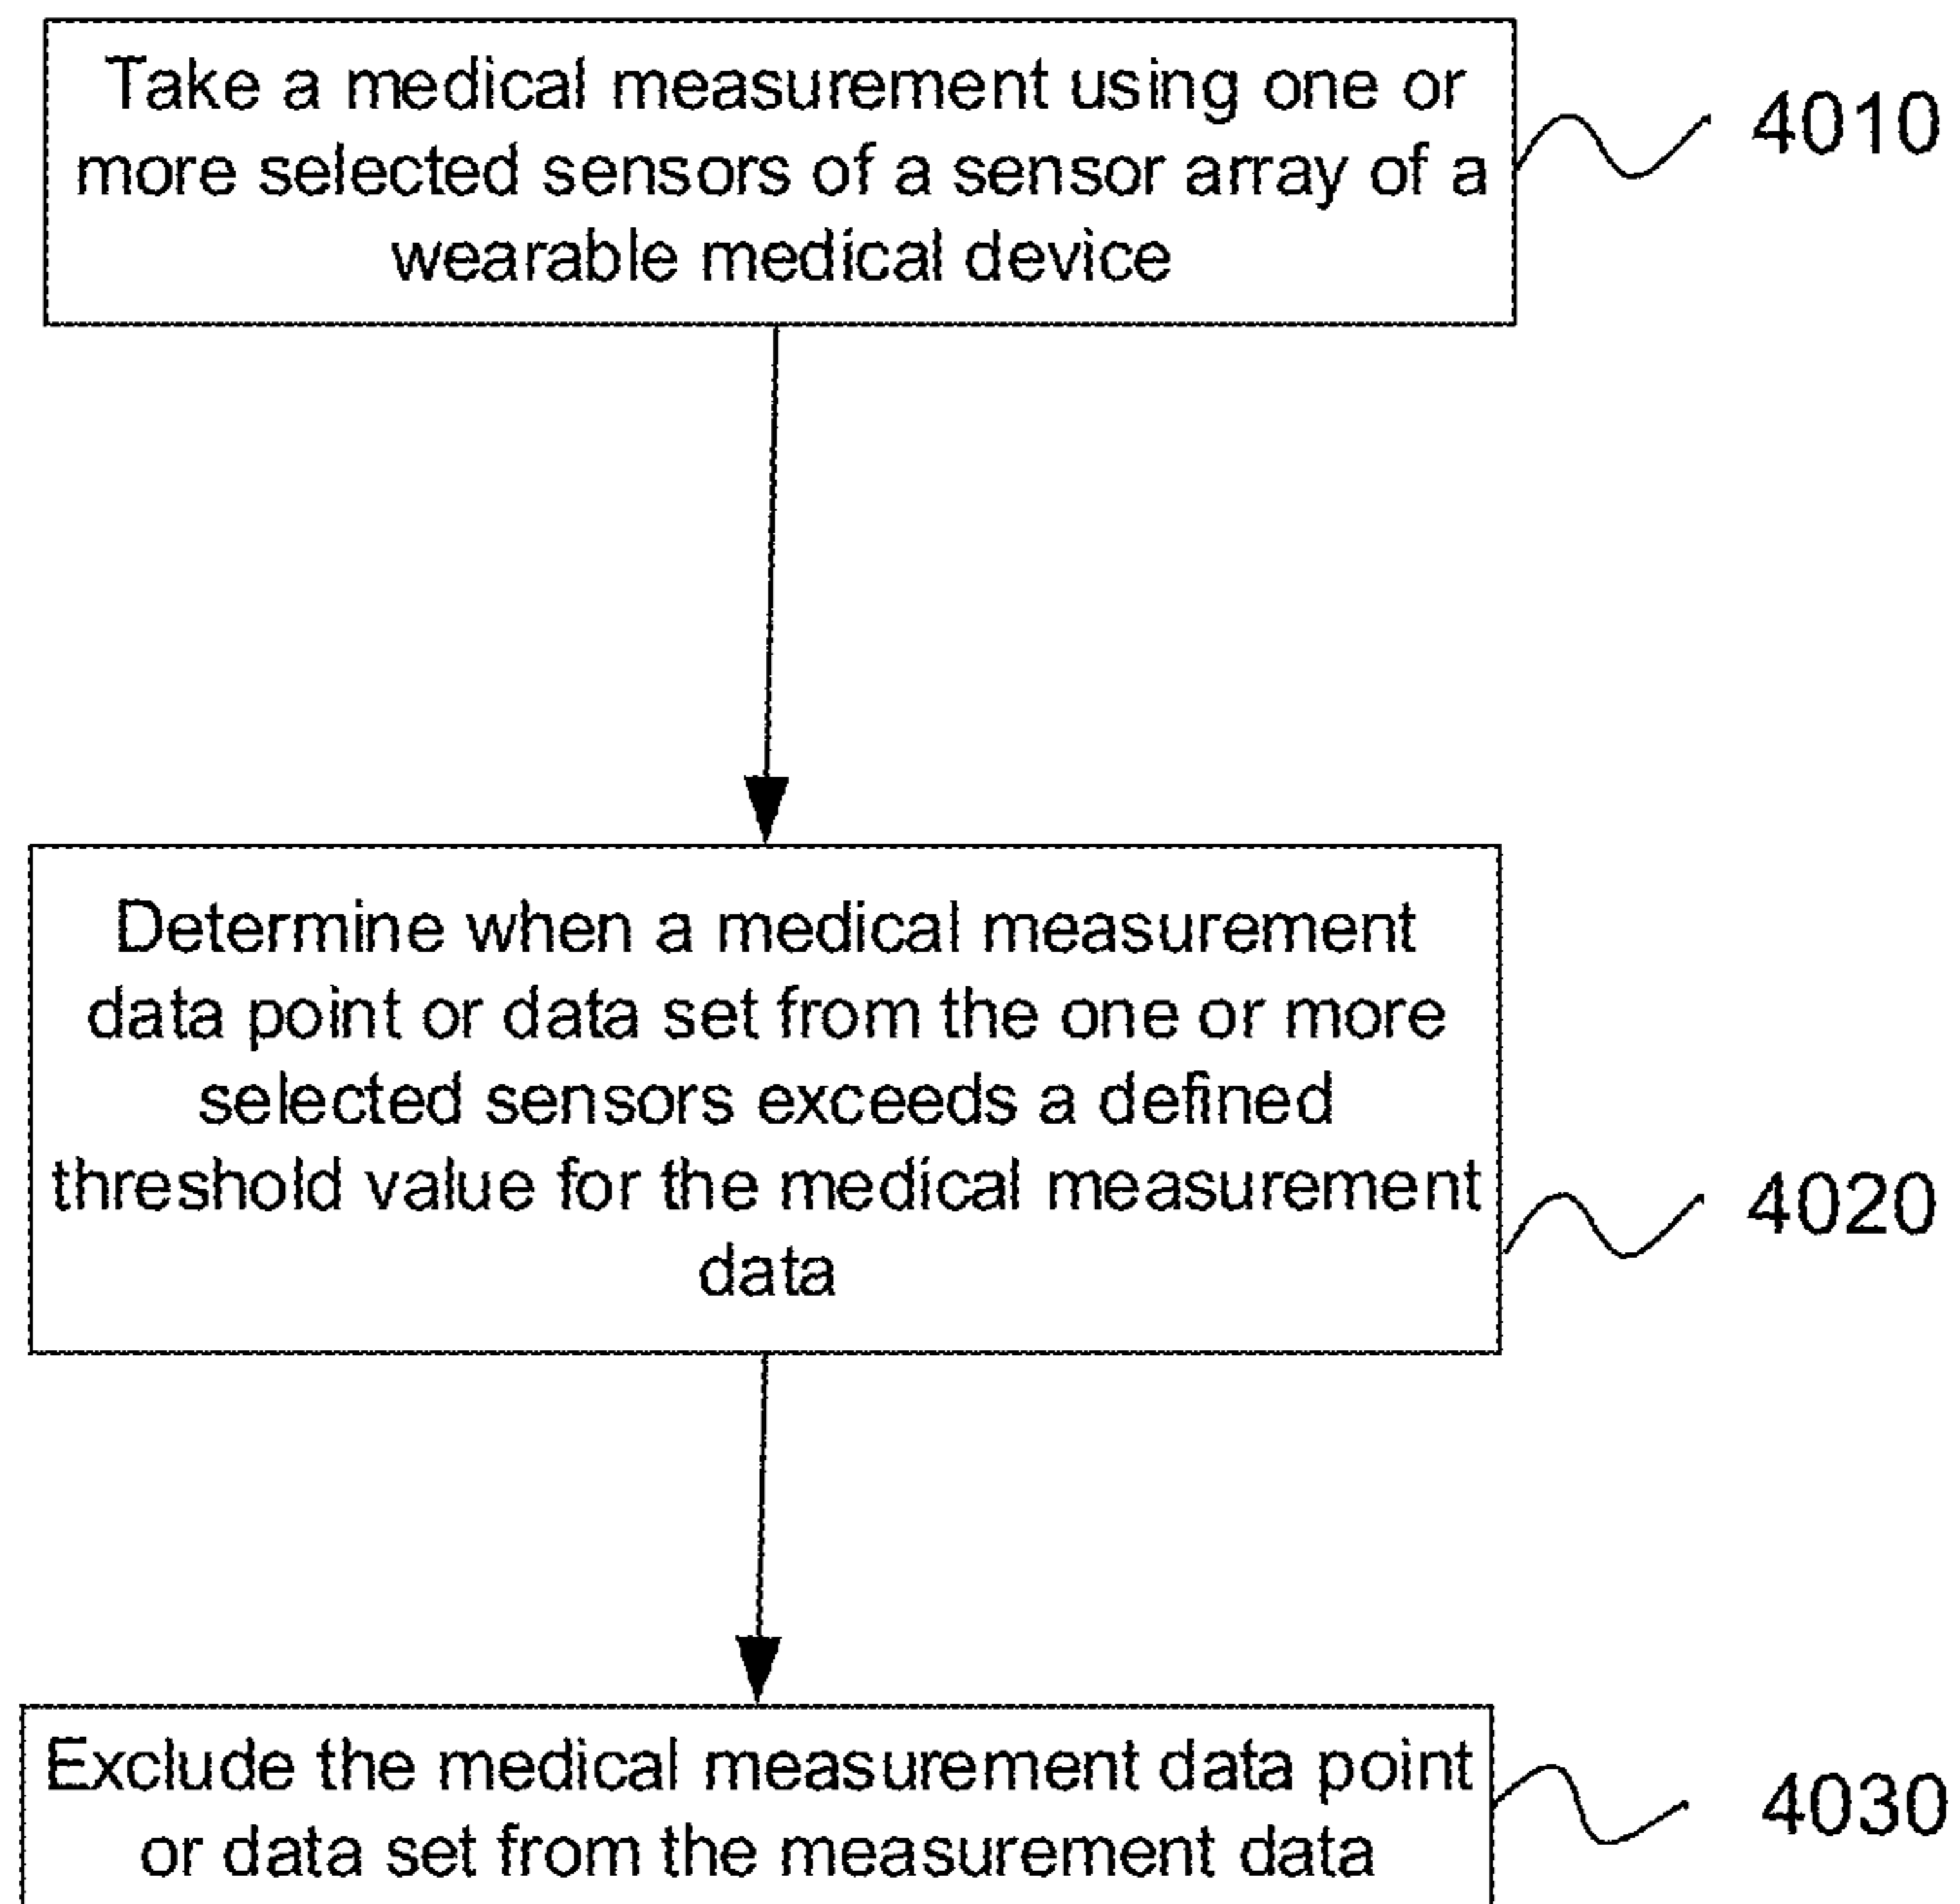 Take a medical measurement using one or
more selected sensors of a sensor array of a
wearable medical device
4010
Determine when a medical measurement
data point or data set from the one or more
selected sensors exceeds a defined
threshold value for the medical measurement
data
4020
Exclude the medical measurement data point
or data set from the measurement data
4030